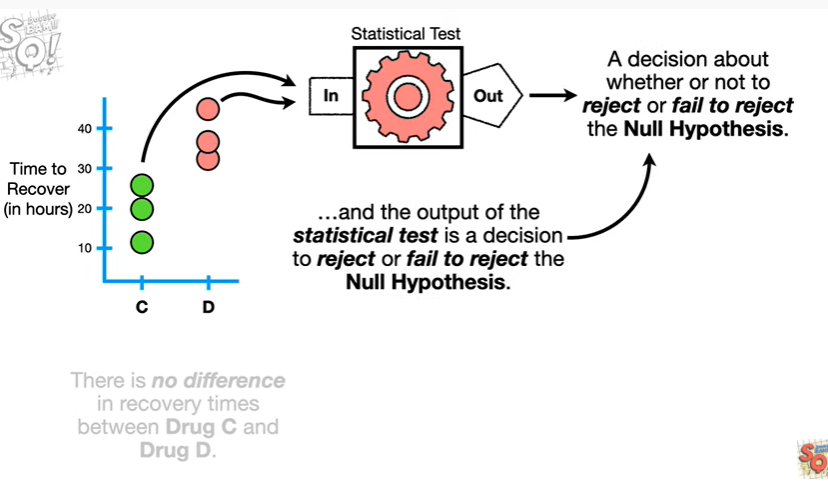 Statistical Test
In
Out
A decision about
whether or not to
reject or fail to reject
the Null Hypothesis.
40
30
20
10
Time to
Recover
(in hours)
C
D
...and the output of the
statistical test is a decision
to reject or fail to reject the
Null Hypothesis.
There is no difference
in recovery times
between Drug C and
Drug D.